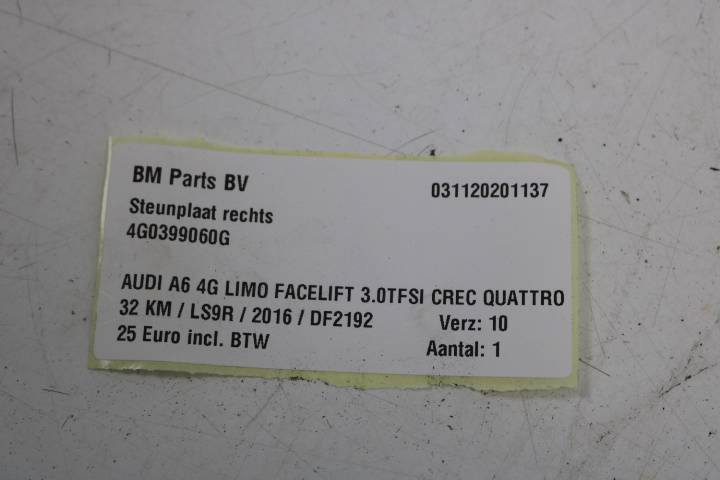 BM Parts BV 031120201137
Steunplaat rechts
4G0399060G
AUDI A6 4G LIMO FACELIFT 3.0TFSI CREC QUATTRO
32 KM / LS9R / 2016 / DF2192 Verz: 10
25 Euro incl. BTW Aantal: 1